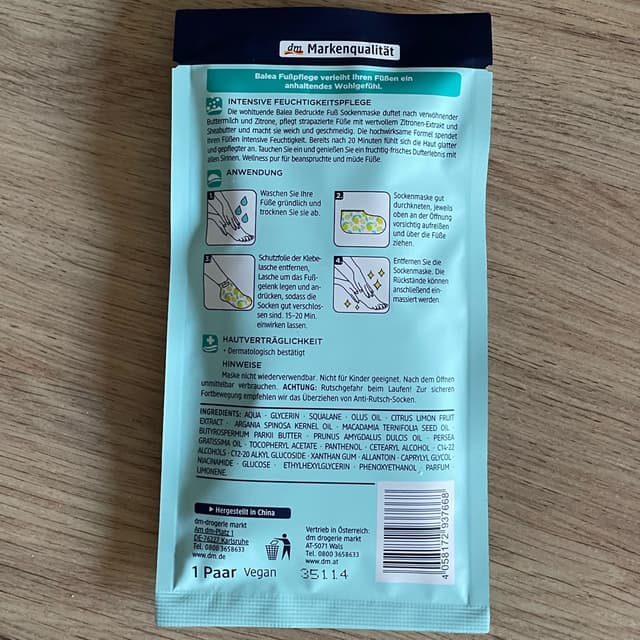 dm Markenqualität
Balea Fußpflege verleiht Ihren Füßen ein
anhaltendes Wohlgefühl.
INTENSIVE FEUCHTIGKEITSPFLEGE
Die wohltuende Balea Bedruckte Fuß Sockenmaske duftet nach verwöhnender
Buttermilch und Zitrone, pflegt strapazierte Füße mit wertvollem Zitronen-Extrakt und
Sheabutter und macht sie weich und geschmeidig. Die hochwirksame Formel spendet
Ihren Füßen intensive Feuchtigkeit. Bereits nach 20 Minuten fühlt sich die Haut glatter
und gepflegter an. Tauchen Sie ein und genießen Sie ein fruchtig-frisches Dufterlebnis mit
allen Sinnen. Wellness pur für beanspruchte und müde Füße.
ANWENDUNG
1.
Waschen Sie Ihre
Füße gründlich und
trocknen Sie sie ab.
2.
Sockenmaske gut
durchkneten, jeweils
oben an der Öffnung
vorsichtig aufreißen
und über die Füße
ziehen.
3.
Schutzfolie der Klebe-
lasche entfernen,
Lasche um das Fuß-
gelenk legen und an-
drücken, sodass die
Socken gut verschlos-
sen sind. 15-20 Min.
einwirken lassen.
4.
Entfernen Sie die
Sockenmaske. Die
Rückstände können
anschließend ein-
massiert werden.
HAUTVERTRÄGLICHKEIT
• Dermatologisch bestätigt
HINWEISE
Maske nicht wiederverwendbar. Nicht für Kinder geeignet. Nach dem Öffnen
unmittelbar verbrauchen. ACHTUNG: Rutschgefahr beim Laufen! Zur sicheren
Fortbewegung empfehlen wir das Überziehen von Anti-Rutsch-Socken.
INGREDIENTS: AQUA · GLYCERIN · SQUALANE · OLUS OIL · CITRUS LIMON FRUIT
EXTRACT · ARGANIA SPINOSA KERNEL OIL · MACADAMIA TERNIFOLIA SEED OIL ·
BUTYROSPERMUM PARKII BUTTER · PRUNUS AMYGDALUS DULCIS OIL · PERSEA
GRATISSIMA OIL · TOCOPHERYL ACETATE · PANTHENOL · CETEARYL ALCOHOL · C14-22
ALCOHOLS · C12-20 ALKYL GLUCOSIDE · XANTHAN GUM · ALLANTOIN · CAPRYLYL GLYCOL ·
NIACINAMIDE · GLUCOSE · ETHYLHEXYLGLYCERIN · PHENOXYETHANOL · PARFUM ·
LIMONENE.
Hergestellt in China
dm-drogerie markt
Am dm-Platz 1
DE-76227 Karlsruhe
Tel. 0800 3658633
www.dm.de
Vertrieb in Österreich:
dm drogerie markt
AT-5071 Wals
Tel. 0800 3658633
www.dm.at
1 Paar Vegan
35114
4 058172 937668